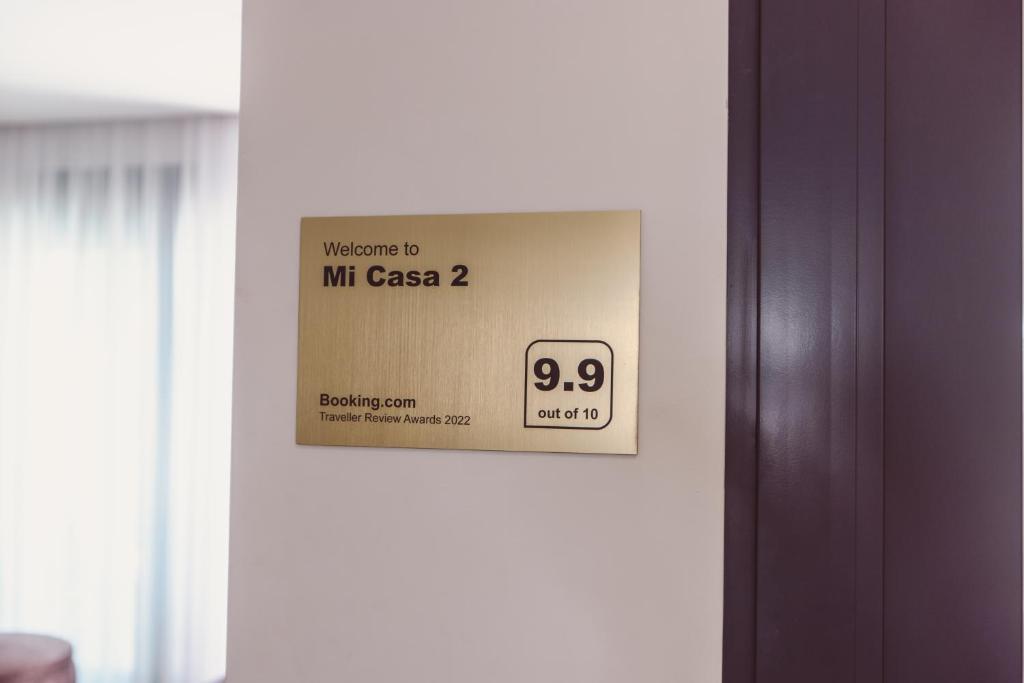 Welcome to
Mi Casa 2
9.9
out of 10
Booking.com
Traveller Review Awards 2022